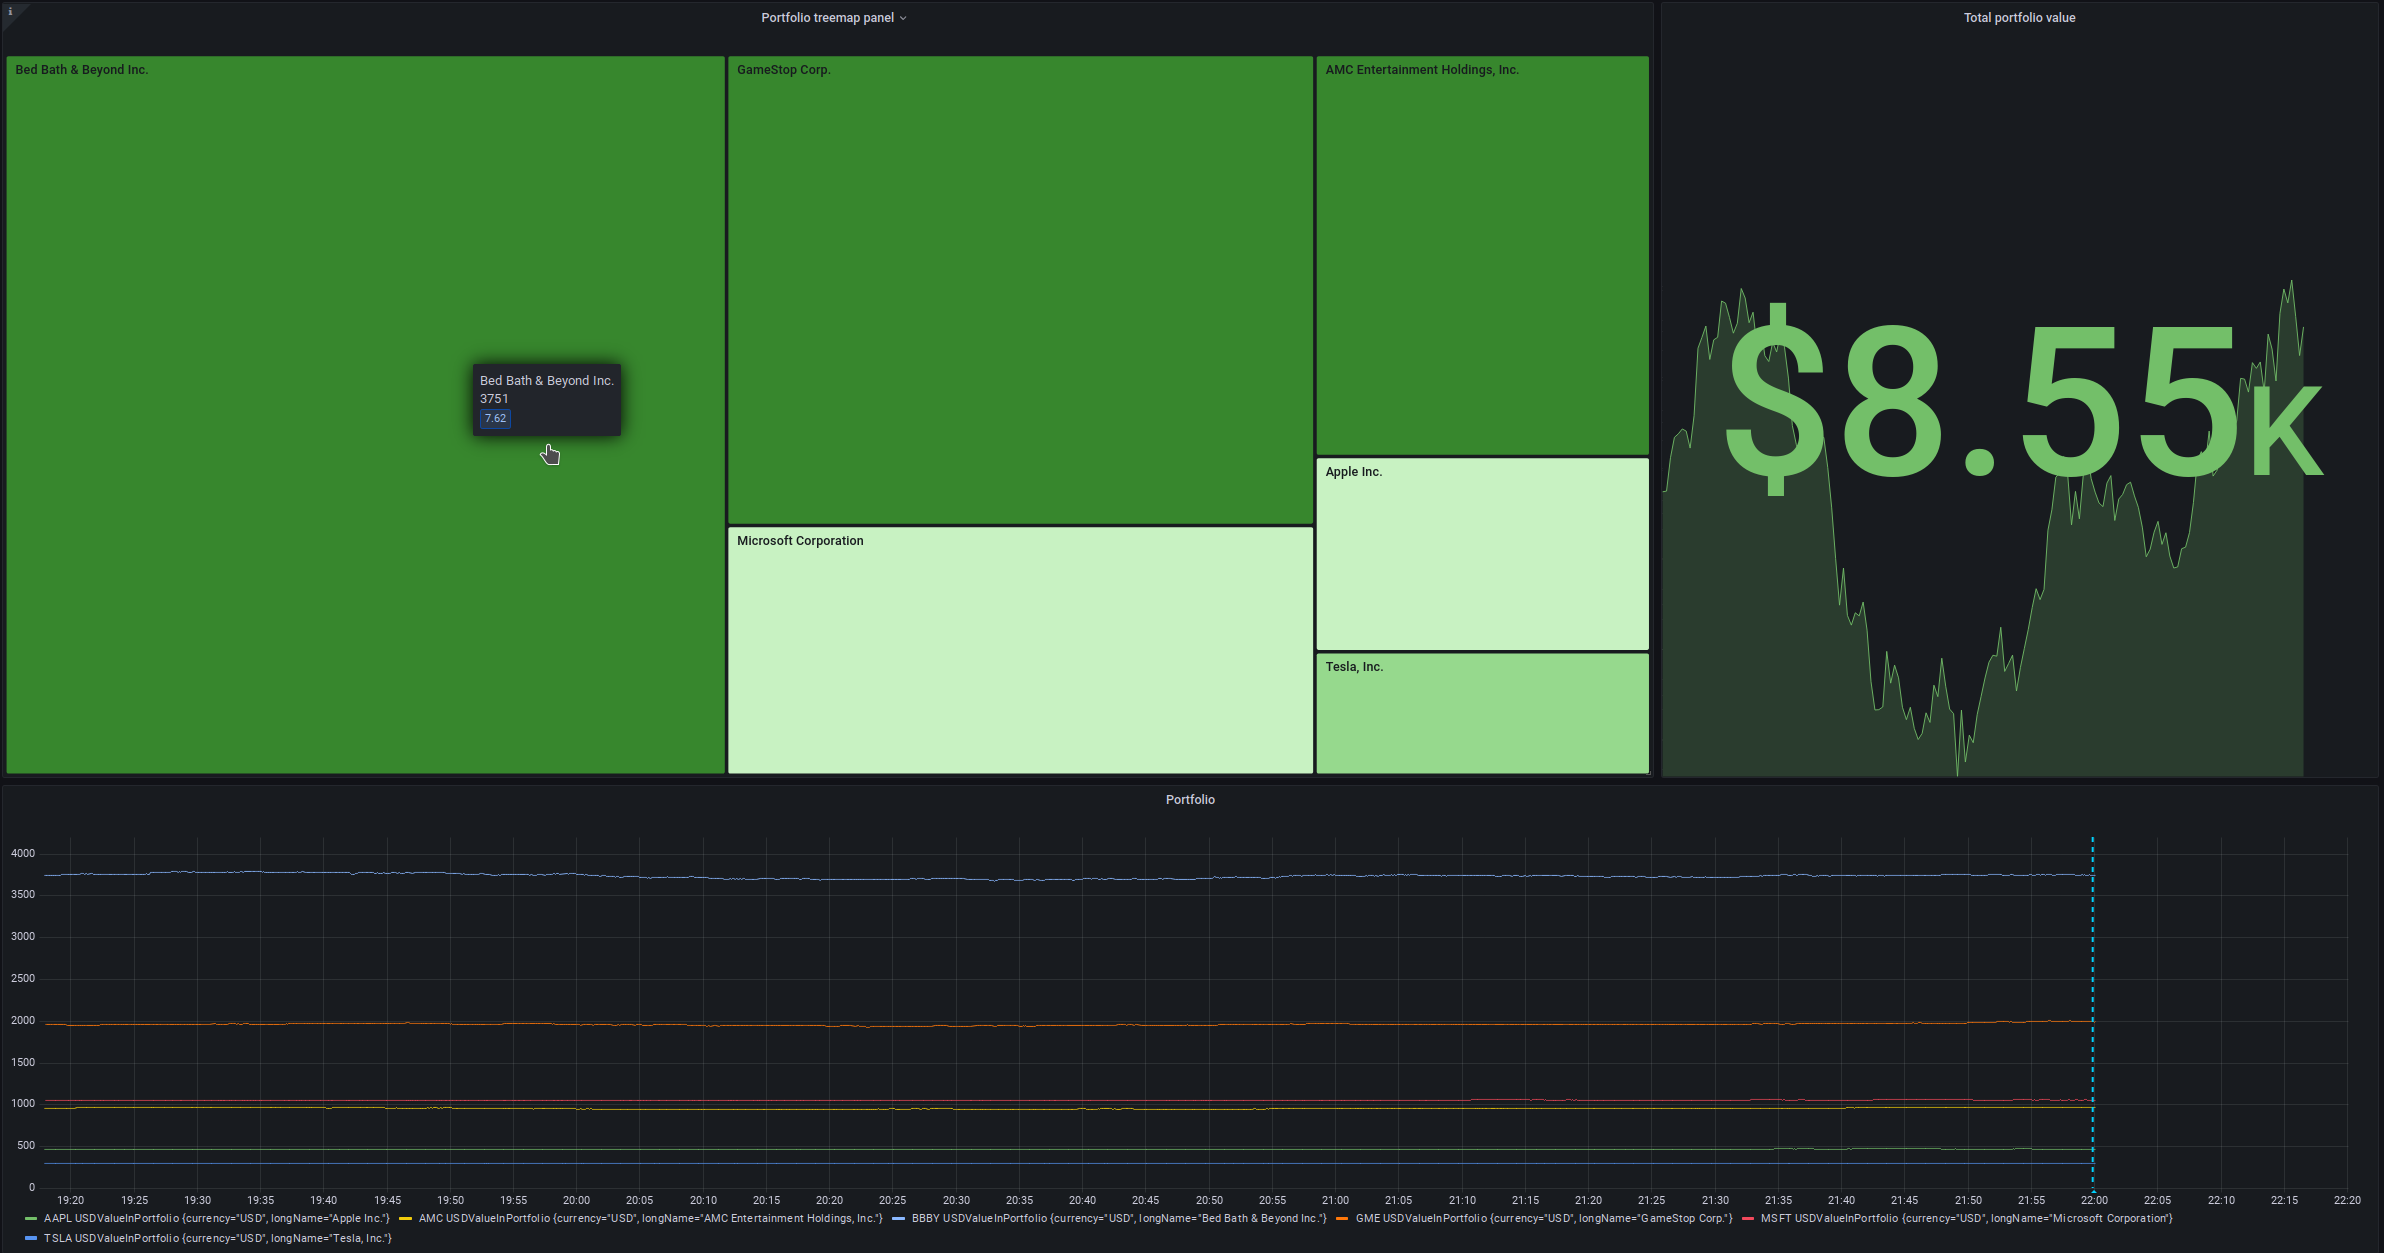 i
Portfolio treemap panel
Total portfolio value
Bed Bath & Beyond Inc.
GameStop Corp.
AMC Entertainment Holdings, Inc.
Bed Bath & Beyond Inc.
3751
7.62
$8.55K
Apple Inc.
Microsoft Corporation
Tesla, Inc.
Portfolio
4000
3500
3000
2500
2000
1500
1000
500
0
19:20 19:25 19:30 19:35 19:40 19:45 19:50 19:55 20:00 20:05 20:10 20:15 20:20 20:25 20:30 20:35 20:40 20:45 20:50 20:55 21:00 21:05 21:10 21:15 21:20 21:25 21:30 21:35 21:40 21:45 21:50 21:55 22:00 22:05 22:10 22:15 22:20
AAPL USDValueInPortfolio {currency="USD", longName="Apple Inc."} AMC USDValueInPortfolio {currency="USD", longName="AMC Entertainment Holdings, Inc."} BBBY USDValueInPortfolio {currency="USD", longName="Bed Bath & Beyond Inc."} GME USDValueInPortfolio {currency="USD", longName="GameStop Corp."} MSFT USDValueInPortfolio {currency="USD", longName="Microsoft Corporation"}
TSLA USDValueInPortfolio {currency="USD", longName="Tesla, Inc."}